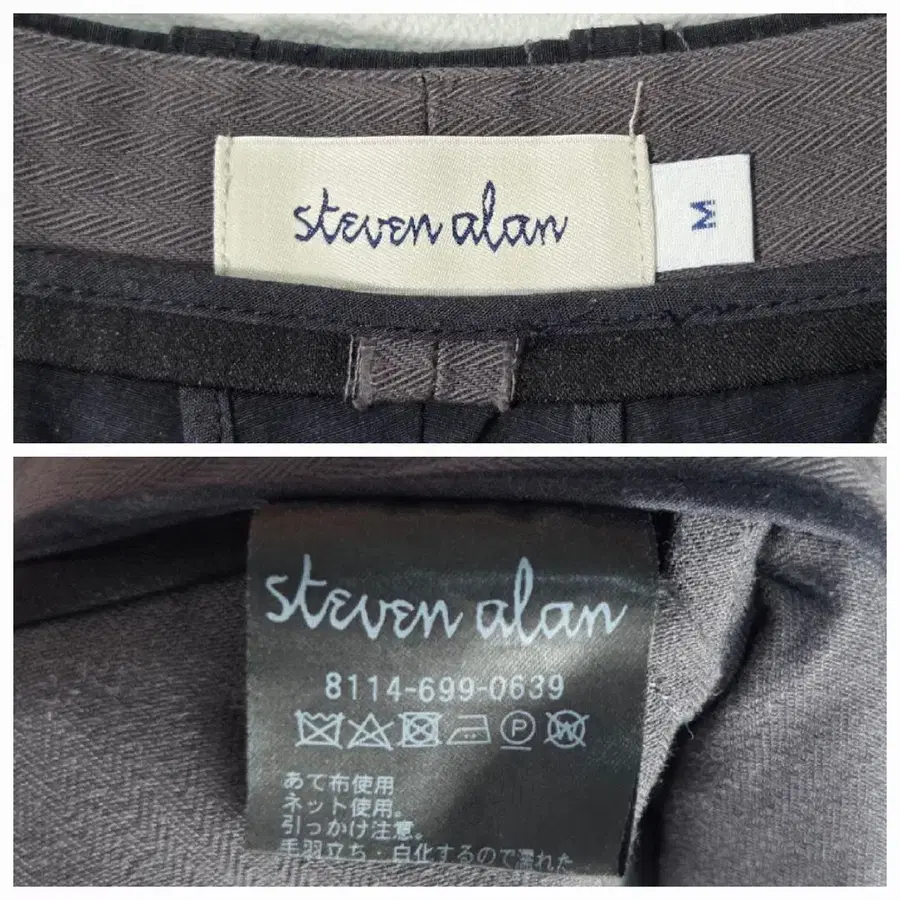 steven alan
M
steven alan
8114-699-0639
P W
あて布使用
ネット使用。
引っかけ注意。
毛羽立ち・白化するので濡れた